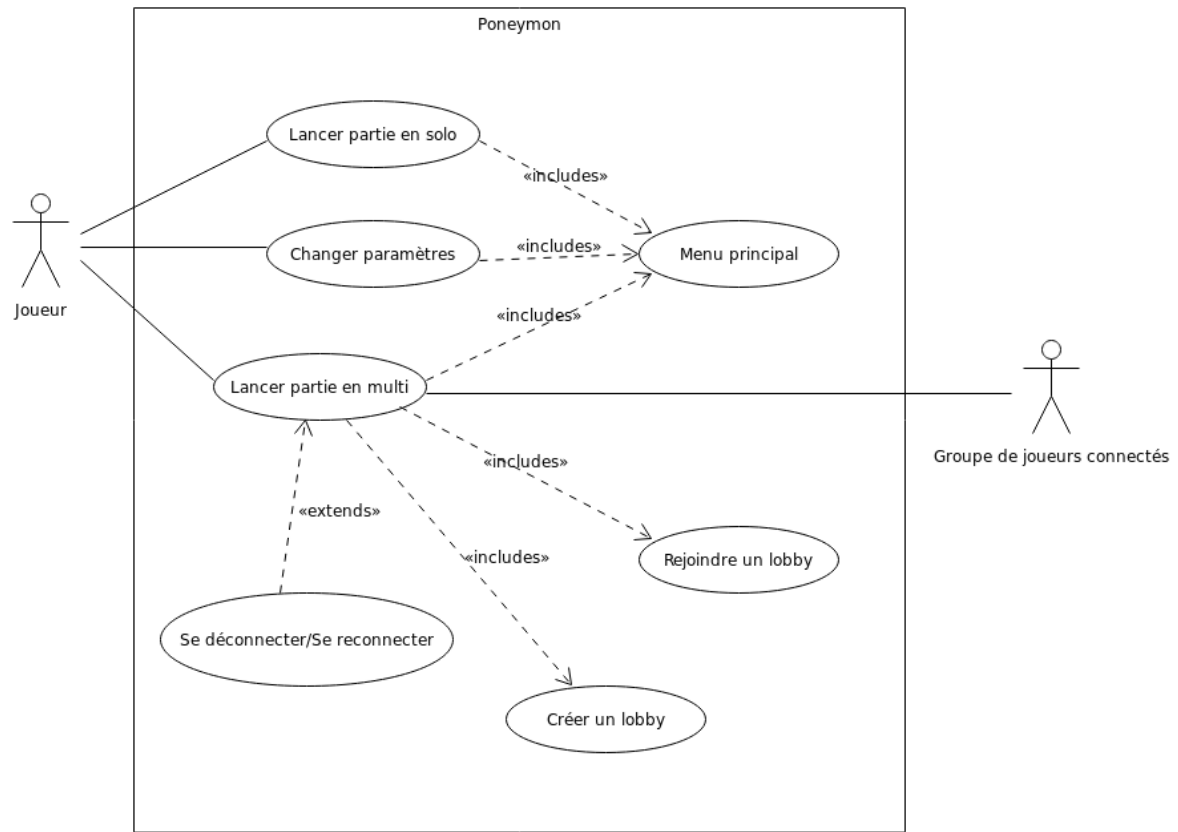 Poneymon
Lancer partie en solo
«includes»
Changer paramètres
«includes»
Menu principal
Joueur
«includes»
Lancer partie en multi
Groupe de joueurs connectés
«includes»
«extends»
«includes»
Rejoindre un lobby
Se déconnecter/Se reconnecter
Créer un lobby